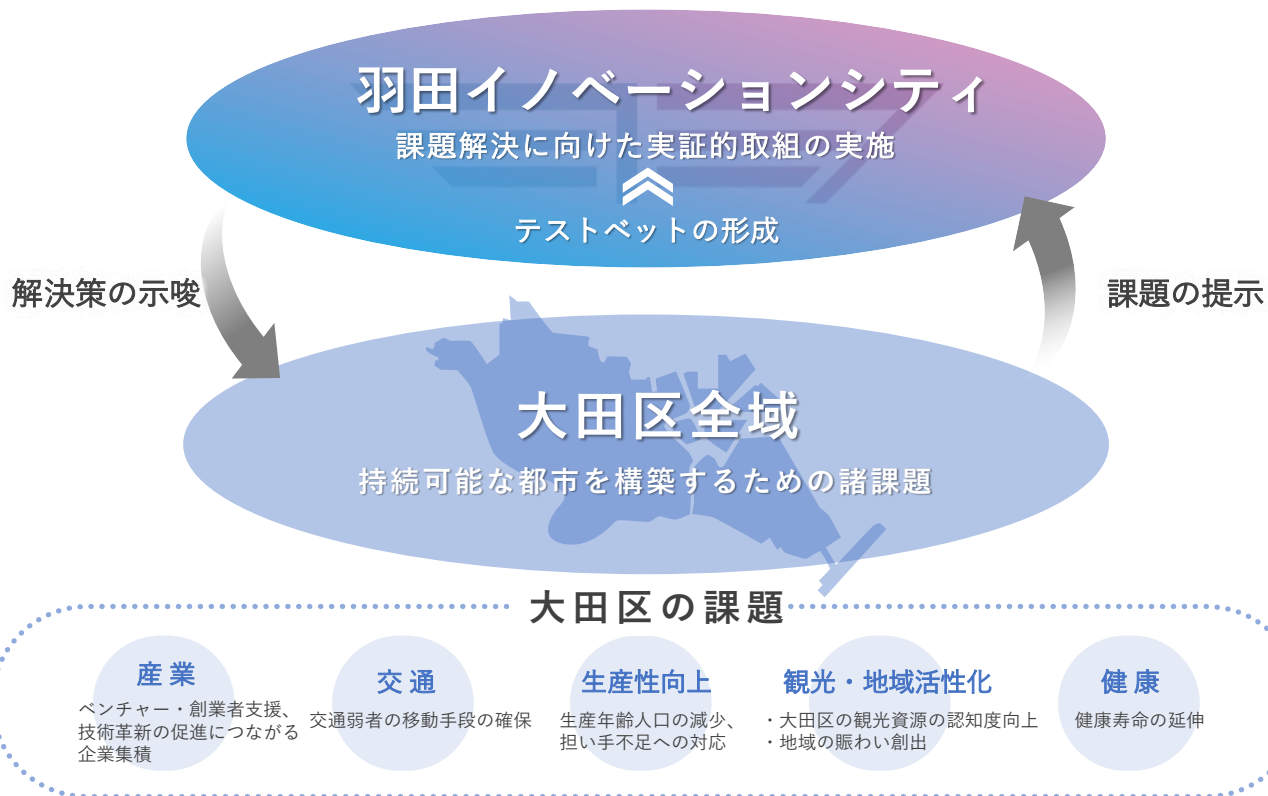 羽田イノベーションシティ
課題解決に向けた実証的取組の実施
テストベットの形成
解決策の示唆
課題の提示
大田区全域
持続可能な都市を構築するための諸課題
大田区の課題
産業
ベンチャー・創業者支援、
技術革新の促進につながる
企業集積
交通
交通弱者の移動手段の確保
生産性向上
生産年齢人口の減少、
担い手不足への対応
観光・地域活性化
・大田区の観光資源の認知度向上
・地域の賑わい創出
健康
健康寿命の延伸